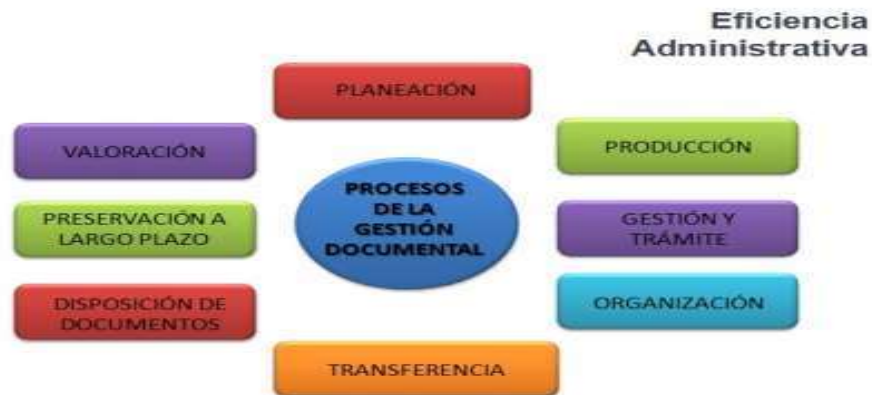 Eficiencia
Administrativa
PLANEACIÓN
VALORACIÓN
PRODUCCIÓN
PROCESOS
DE LA
GESTIÓN
DOCUMENTAL
PRESERVACIÓN A
LARGO PLAZO
GESTIÓN Y
TRÁMITE
DISPOSICIÓN DE
DOCUMENTOS
ORGANIZACIÓN
TRANSFERENCIA